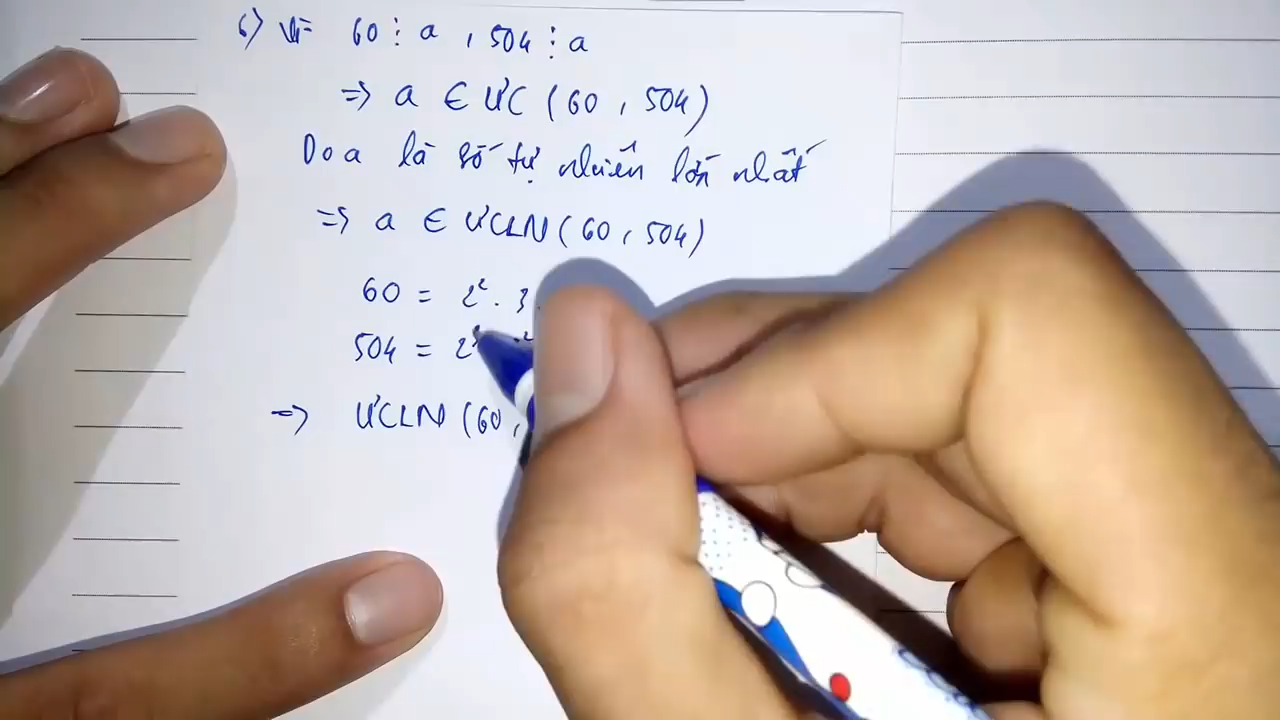 6) Vì 60 ⋮ a , 504 ⋮ a
=> a ∈ ƯC (60 , 504)
Do a là số tự nhiên lớn nhất
=> a ∈ ƯCLN (60 , 504)
60 = 2² . 3 .
504 = 2
=> ƯCLN (60 ,